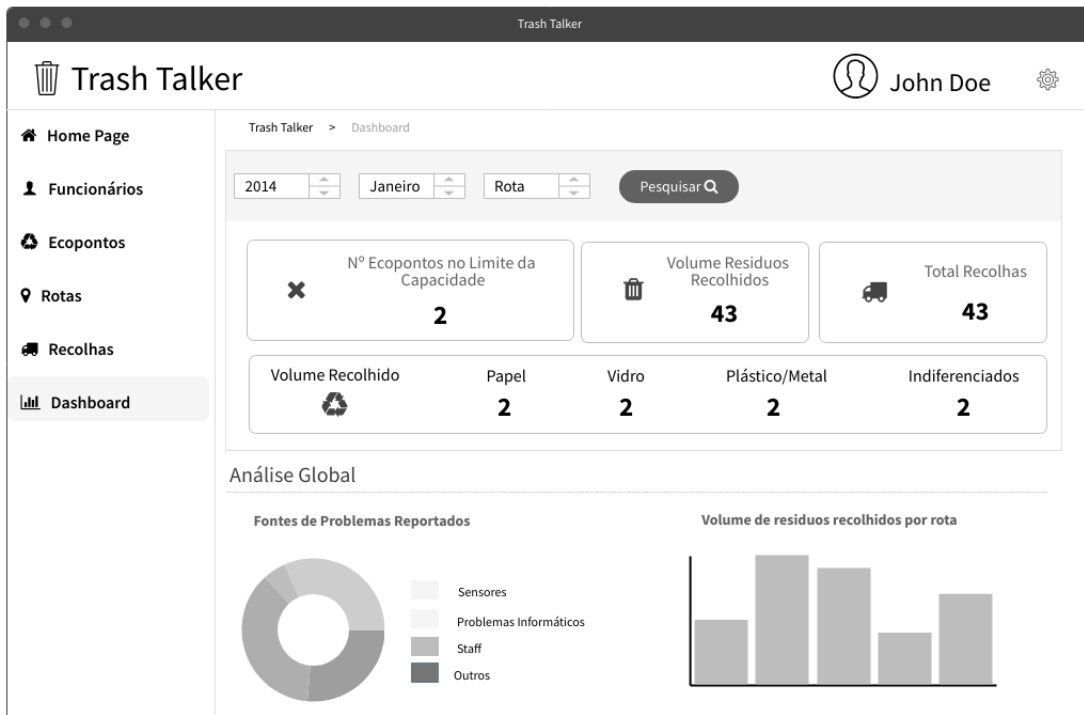 Trash Talker
Trash Talker
John Doe
Home Page
Funcionários
Ecopontos
Rotas
Recolhas
Dashboard
Trash Talker > Dashboard
2014
Janeiro
Rota
Pesquisar
Nº Ecopontos no Limite da
Capacidade
2
Volume Residuos
Recolhidos
43
Total Recolhas
43
Volume Recolhido
Papel
2
Vidro
2
Plástico/Metal
2
Indiferenciados
2
Análise Global
Fontes de Problemas Reportados
Sensores
Problemas Informáticos
Staff
Outros
Volume de residuos recolhidos por rota